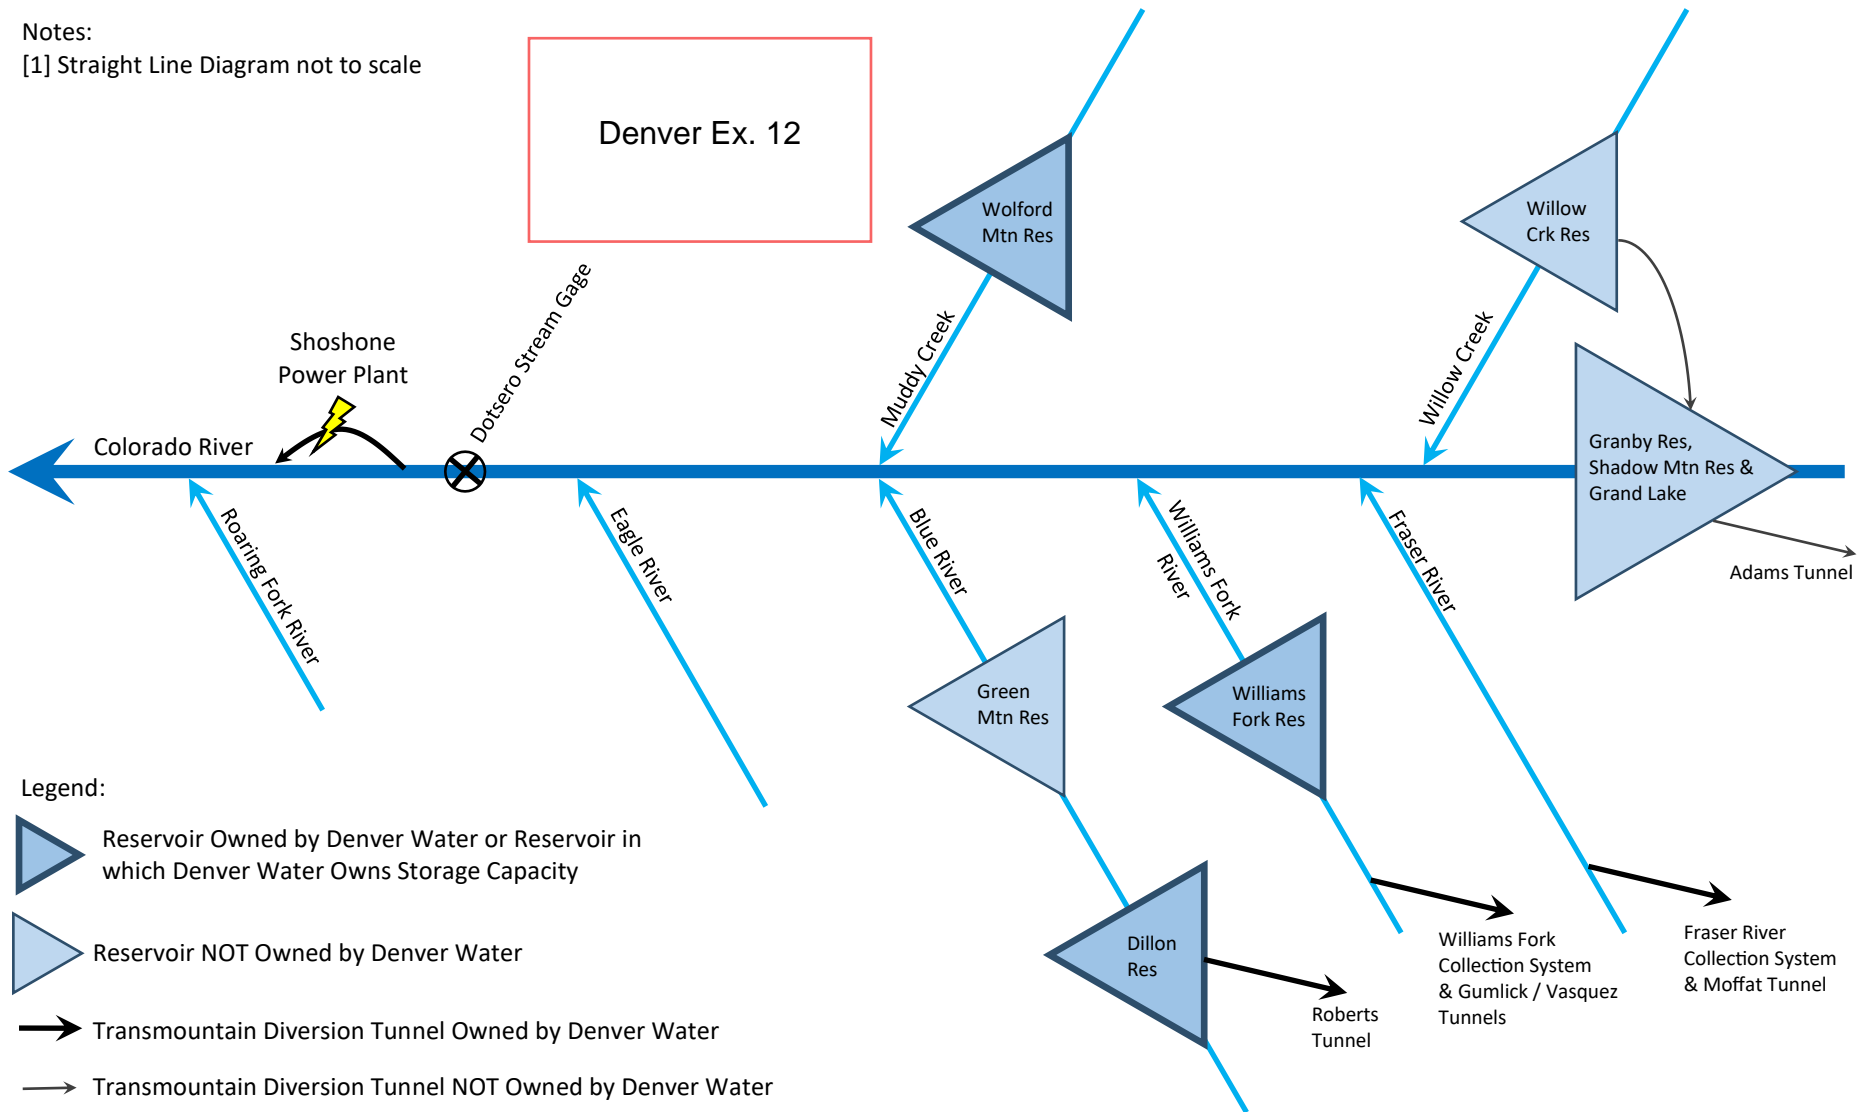 Notes:
[1] Straight Line Diagram not to scale
Denver Ex. 12
Wolford
Mtn Res
Willow
Crk Res
Shoshone
Power Plant
Dotsero Stream Gage
Muddy Creek
Willow Creek
Colorado River
Granby Res,
Shadow Mtn Res &
Grand Lake
Adams Tunnel
Roaring Fork River
Eagle River
Blue River
Williams Fork
River
Fraser River
Green
Mtn Res
Williams
Fork Res
Legend:
Reservoir Owned by Denver Water or Reservoir in
which Denver Water Owns Storage Capacity
Reservoir NOT Owned by Denver Water
Transmountain Diversion Tunnel Owned by Denver Water
Transmountain Diversion Tunnel NOT Owned by Denver Water
Dillon
Res
Roberts
Tunnel
Williams Fork
Collection System
& Gumlick / Vasquez
Tunnels
Fraser River
Collection System
& Moffat Tunnel